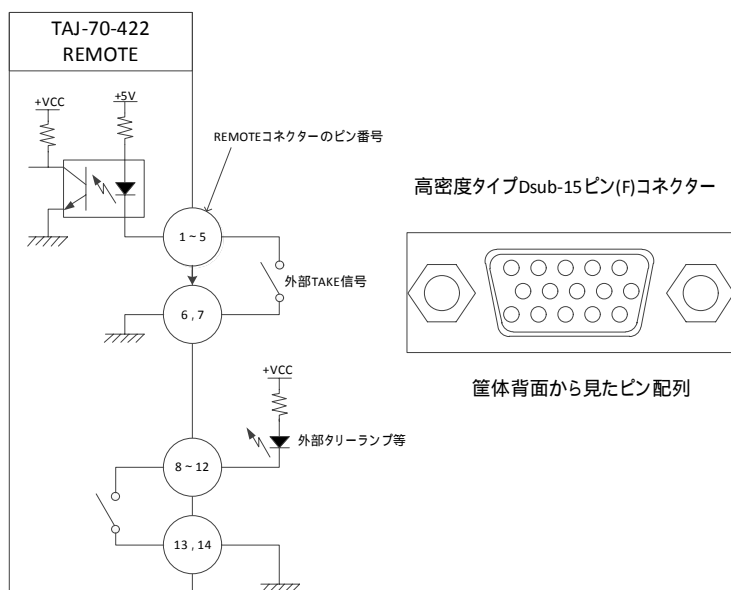 TAJ-70-422
REMOTE
+VCC
+5V
REMOTEコネクターのピン番号
1~5
外部TAKE信号
6 , 7
+VCC
外部タリーランプ等
8~12
13 , 14
高密度タイプDsub-15ピン(F)コネクター
筐体背面から見たピン配列